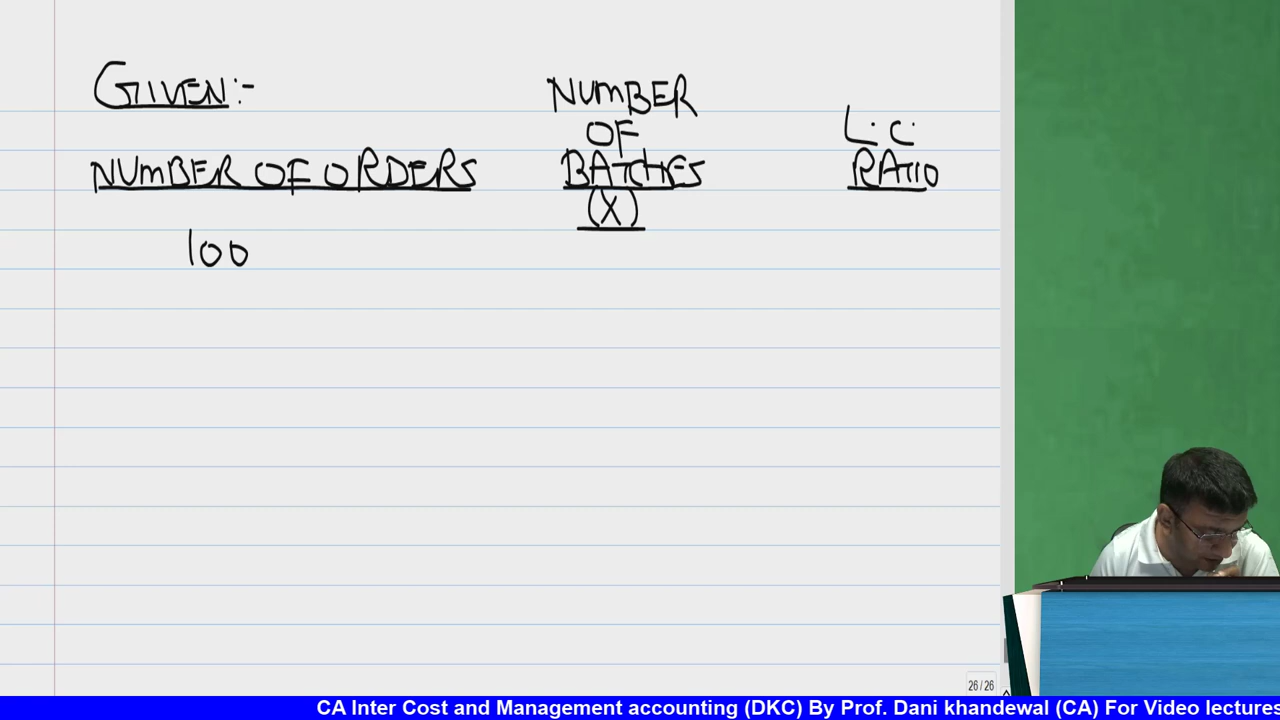 GIVEN:-
NUMBER OF ORDERS
NUMBER
OF
BATCHES
(X)
L.C.
RATIO
100
26 / 26
CA Inter Cost and Management accounting (DKC) By Prof. Dani khandewal (CA) For Video lectures